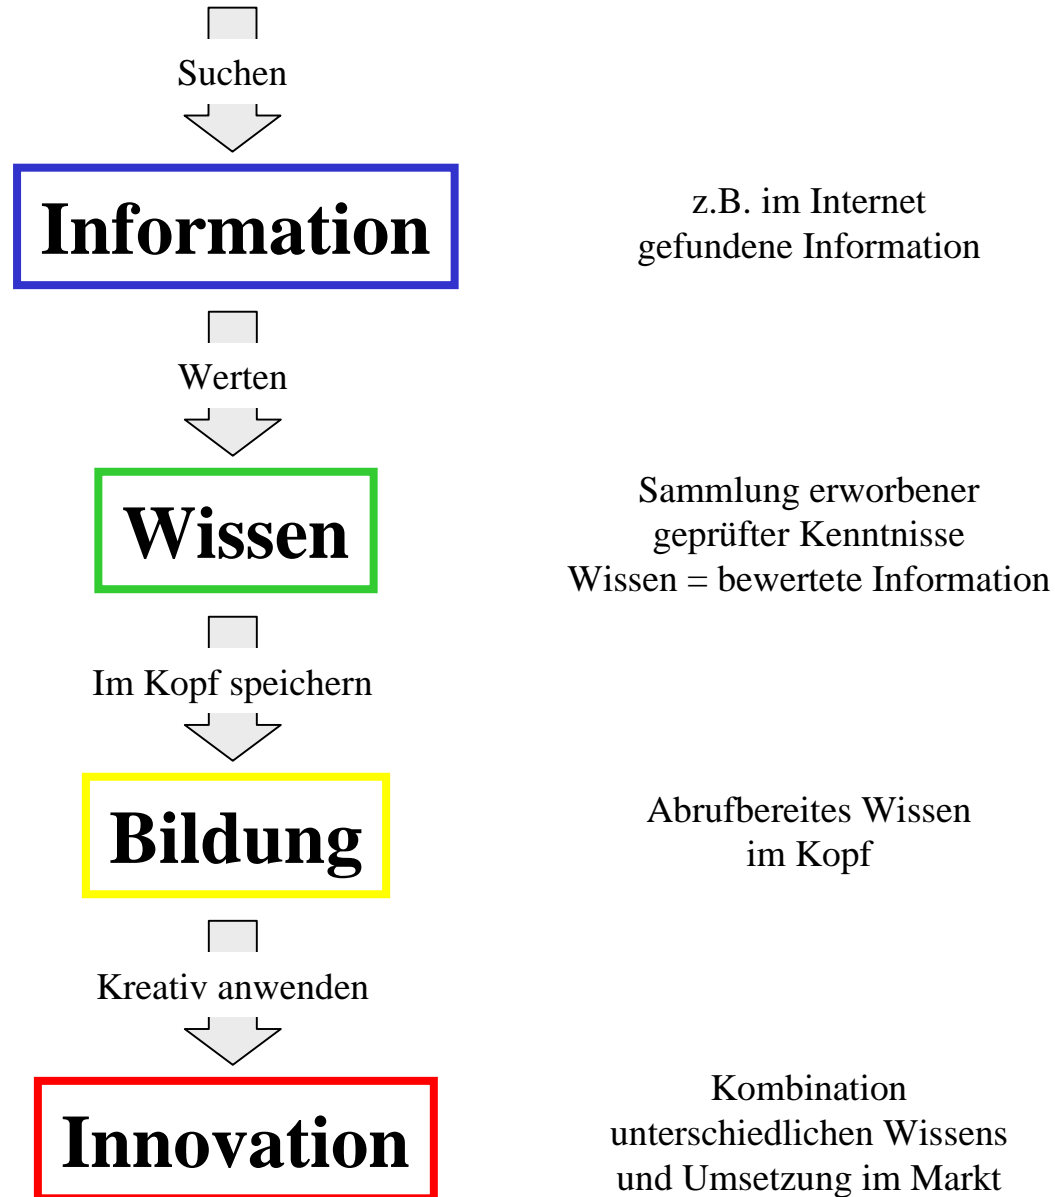 Suchen
Information
z.B. im Internet
gefundene Information
Werten
Wissen
Sammlung erworbener
geprüfter Kenntnisse
Wissen = bewertete Information
Im Kopf speichern
Bildung
Abrufbereites Wissen
im Kopf
Kreativ anwenden
Innovation
Kombination
unterschiedlichen Wissens
und Umsetzung im Markt